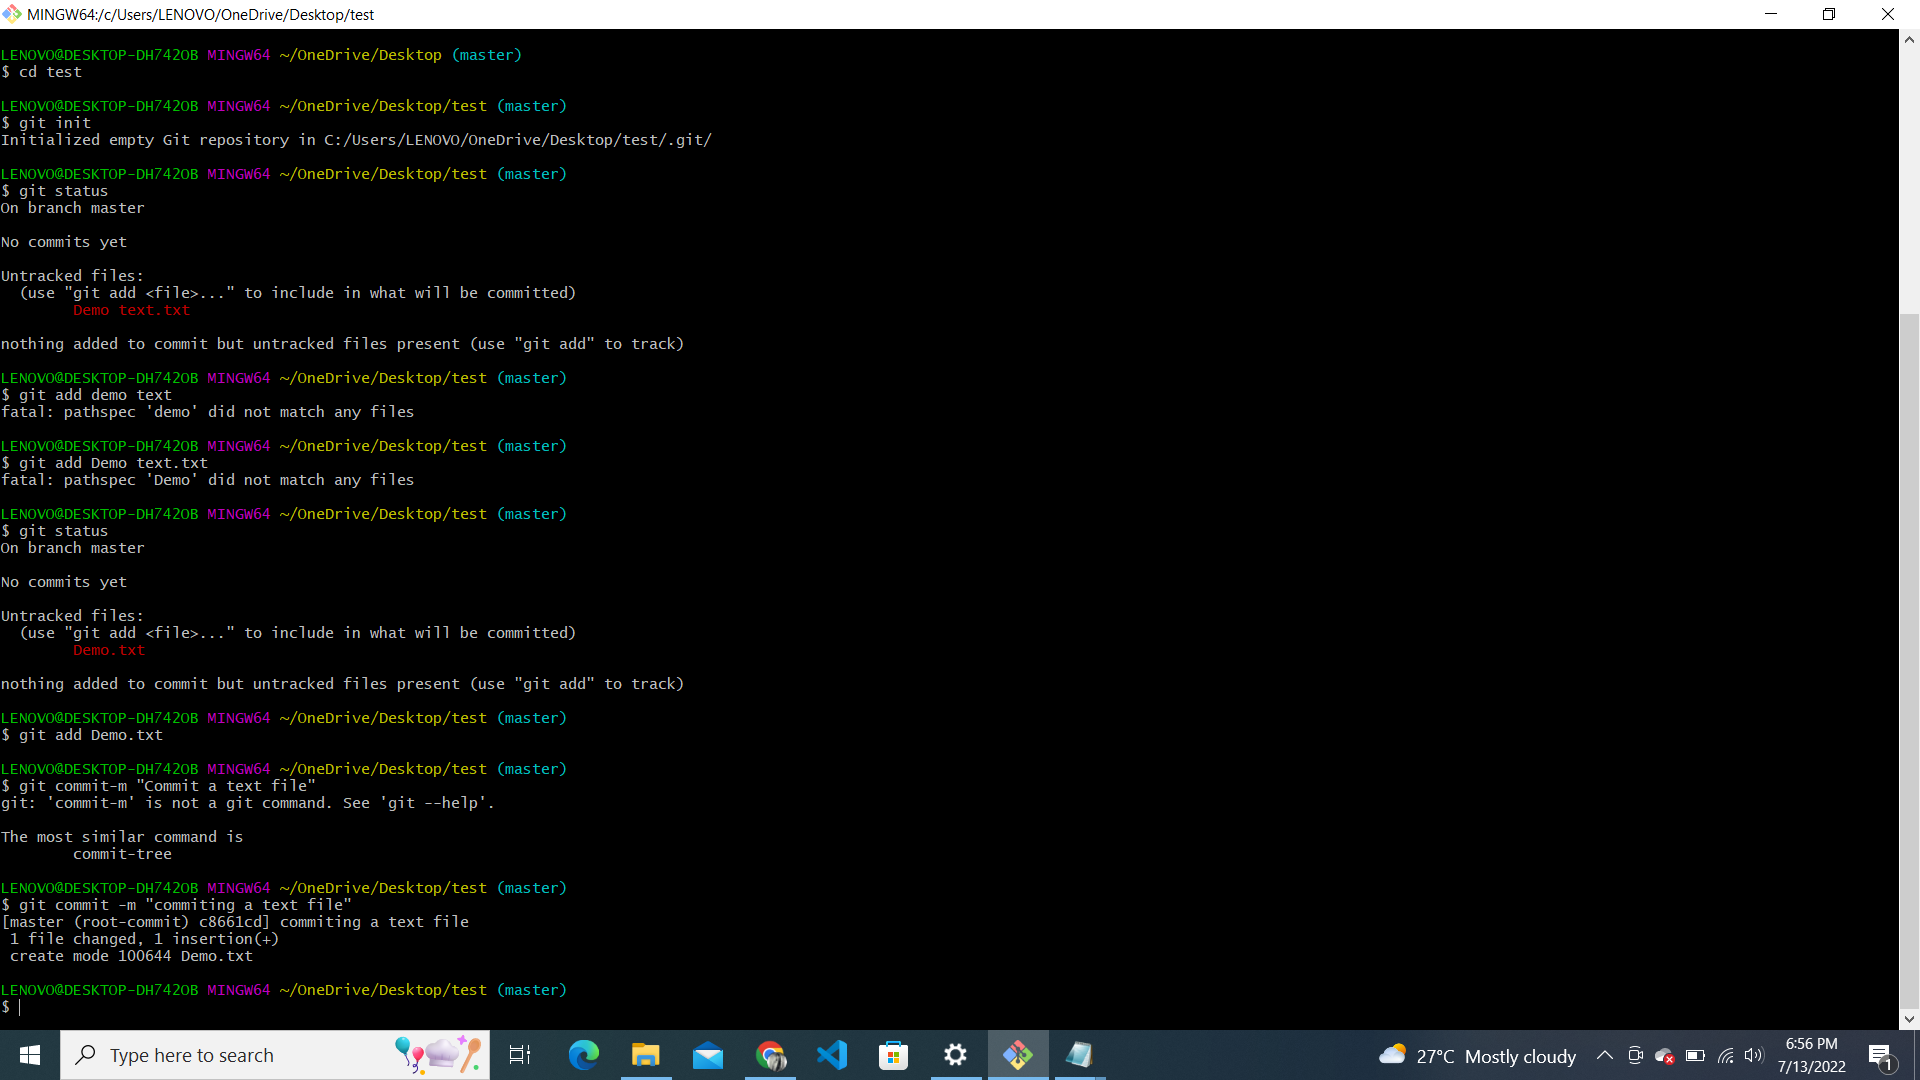 MINGW64:/c/Users/LENOVO/OneDrive/Desktop/test
LENOVO@DESKTOP-DH742OB MINGW64 ~/OneDrive/Desktop (master)
$ cd test
LENOVO@DESKTOP-DH742OB MINGW64 ~/OneDrive/Desktop/test (master)
$ git init
Initialized empty Git repository in C:/Users/LENOVO/OneDrive/Desktop/test/.git/
LENOVO@DESKTOP-DH742OB MINGW64 ~/OneDrive/Desktop/test (master)
$ git status
On branch master
No commits yet
Untracked files:
  (use "git add <file>..." to include in what will be committed)
        Demo text.txt
nothing added to commit but untracked files present (use "git add" to track)
LENOVO@DESKTOP-DH742OB MINGW64 ~/OneDrive/Desktop/test (master)
$ git add demo text
fatal: pathspec 'demo' did not match any files
LENOVO@DESKTOP-DH742OB MINGW64 ~/OneDrive/Desktop/test (master)
$ git add Demo text.txt
fatal: pathspec 'Demo' did not match any files
LENOVO@DESKTOP-DH742OB MINGW64 ~/OneDrive/Desktop/test (master)
$ git status
On branch master
No commits yet
Untracked files:
  (use "git add <file>..." to include in what will be committed)
        Demo.txt
nothing added to commit but untracked files present (use "git add" to track)
LENOVO@DESKTOP-DH742OB MINGW64 ~/OneDrive/Desktop/test (master)
$ git add Demo.txt
LENOVO@DESKTOP-DH742OB MINGW64 ~/OneDrive/Desktop/test (master)
$ git commit-m "Commit a text file"
git: 'commit-m' is not a git command. See 'git --help'.
The most similar command is
        commit-tree
LENOVO@DESKTOP-DH742OB MINGW64 ~/OneDrive/Desktop/test (master)
$ git commit -m "commiting a text file"
[master (root-commit) c8661cd] commiting a text file
 1 file changed, 1 insertion(+)
 create mode 100644 Demo.txt
LENOVO@DESKTOP-DH742OB MINGW64 ~/OneDrive/Desktop/test (master)
$
Type here to search
27°C Mostly cloudy
6:56 PM
7/13/2022
1